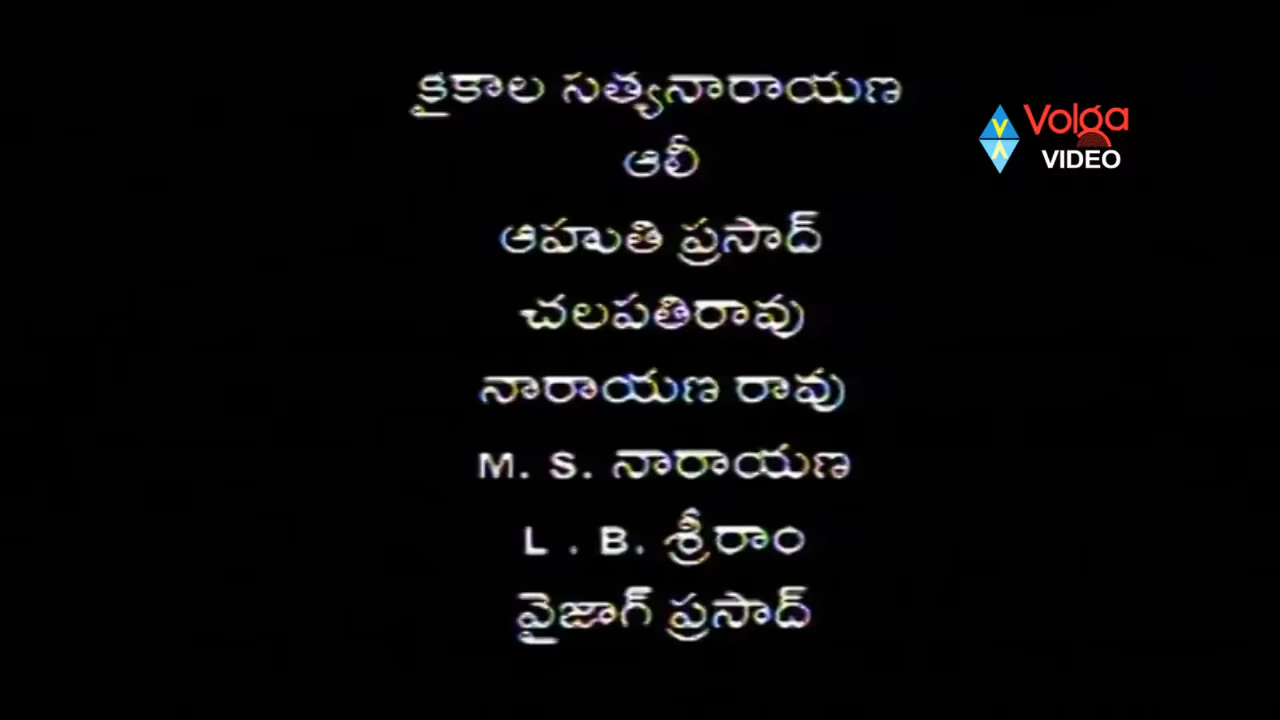 కైకాల సత్యనారాయణ
ఆలీ
Volga
VIDEO
ఆహుతి ప్రసాద్
చలపతిరావు
నారాయణ రావు
M. S. నారాయణ
L . B. శ్రీరాం
వైజాగ్ ప్రసాద్